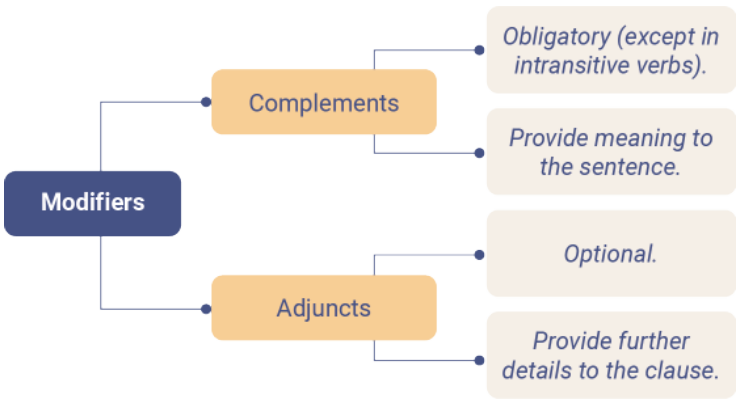 Modifiers
Complements
Obligatory (except in
intransitive verbs).
Provide meaning to
the sentence.
Adjuncts
Optional.
Provide further
details to the clause.